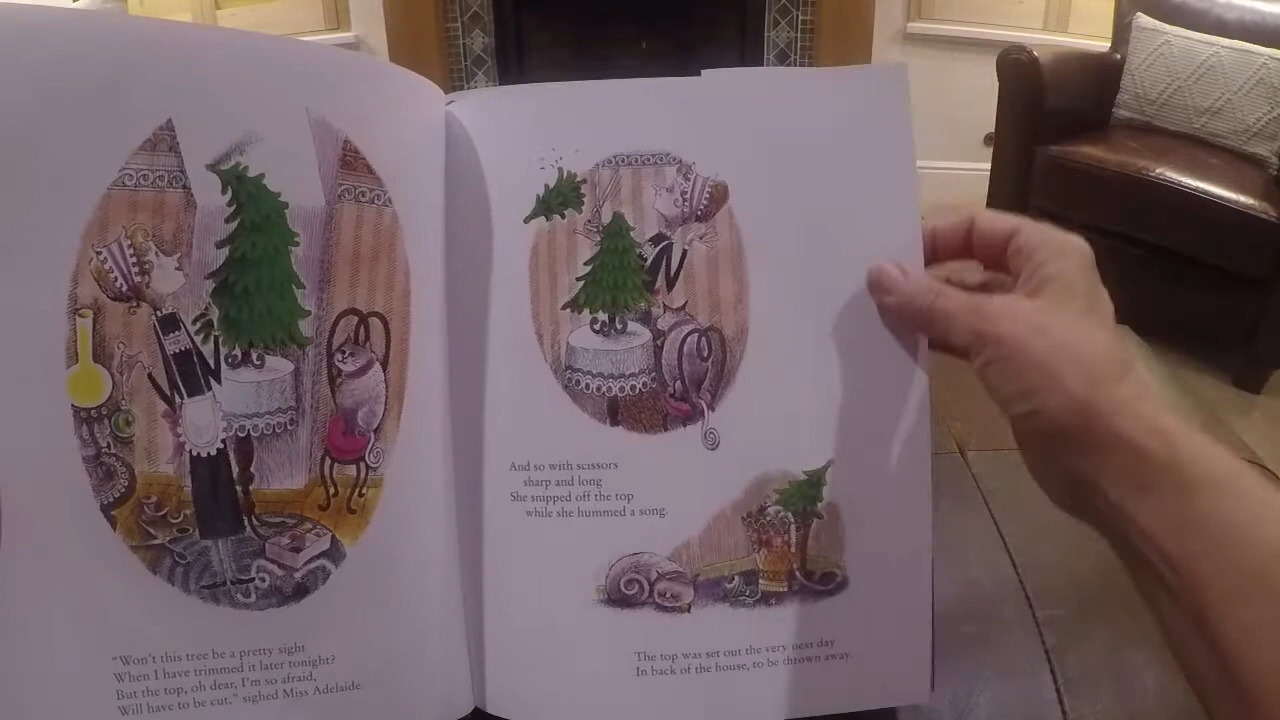 “Won't this tree be a pretty sight
When I have trimmed it later tonight?
But the top, oh dear, I'm so afraid,
Will have to be cut,” sighed Miss Adelaide.
And so with scissors
sharp and long
She snipped off the top
while she hummed a song.
The top was set out the very next day
In back of the house, to be thrown away.